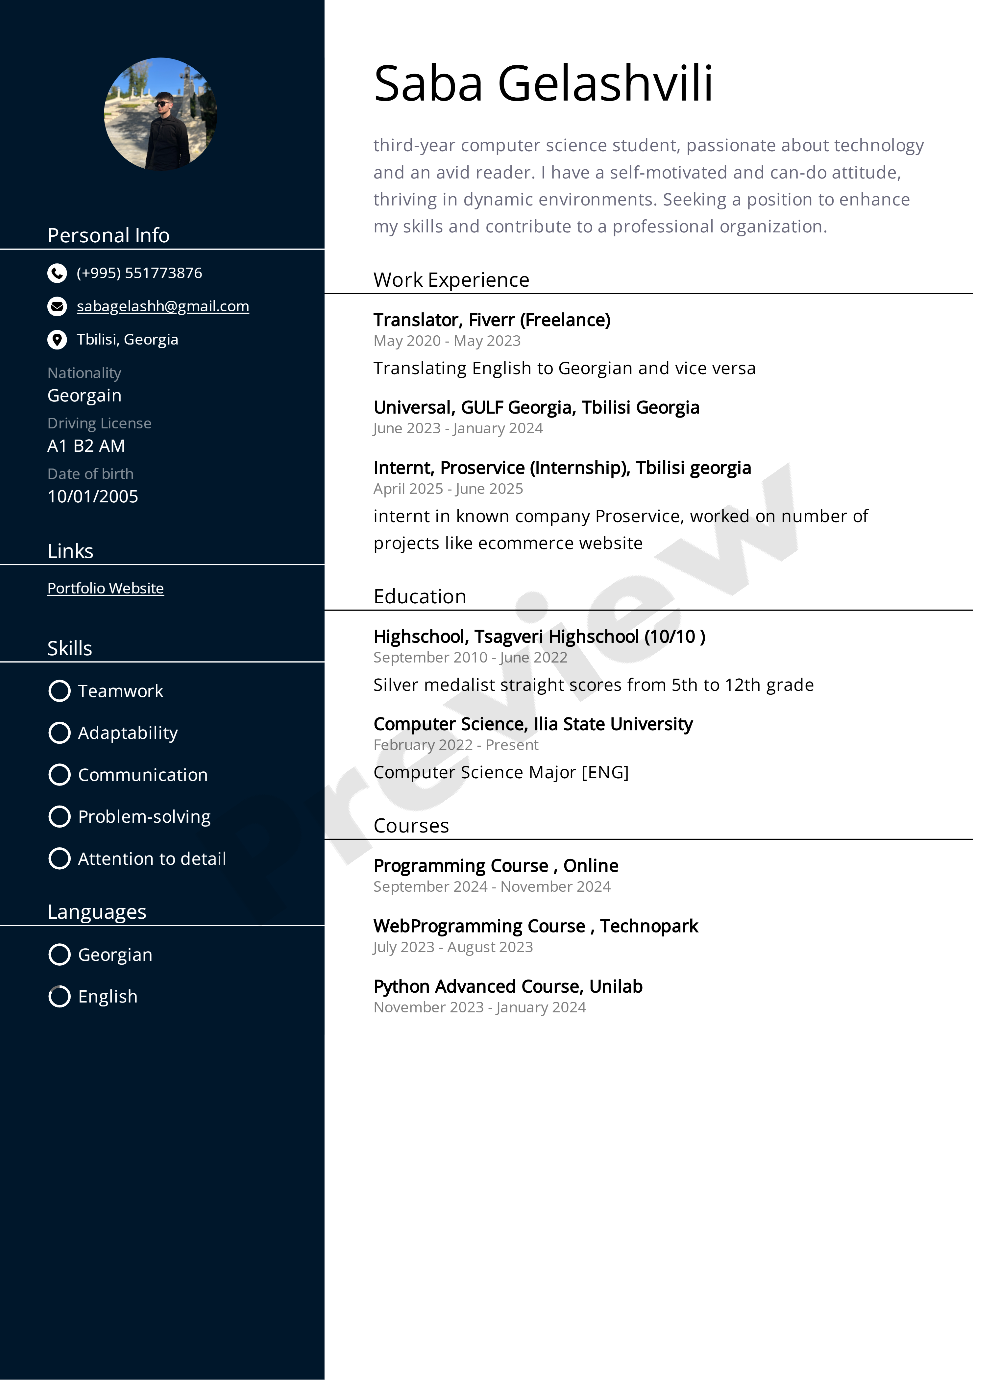 Personal Info
(+995) 551773876
sabagelashh@gmail.com
Tbilisi, Georgia
Nationality
Georgain
Driving License
A1 B2 AM
Date of birth
10/01/2005
Links
Portfolio Website
Skills
Teamwork
Adaptability
Communication
Problem-solving
Attention to detail
Languages
Georgian
English
Saba Gelashvili
third-year computer science student, passionate about technology
and an avid reader. I have a self-motivated and can-do attitude,
thriving in dynamic environments. Seeking a position to enhance
my skills and contribute to a professional organization.
Work Experience
Translator, Fiverr (Freelance)
May 2020 - May 2023
Translating English to Georgian and vice versa
Universal, GULF Georgia, Tbilisi Georgia
June 2023 - January 2024
Internt, Proservice (Internship), Tbilisi georgia
April 2025 - June 2025
internt in known company Proservice, worked on number of
projects like ecommerce website
Education
Highschool, Tsagveri Highschool (10/10 )
September 2010 - June 2022
Silver medalist straight scores from 5th to 12th grade
Computer Science, Ilia State University
February 2022 - Present
Computer Science Major [ENG]
Courses
Programming Course , Online
September 2024 - November 2024
WebProgramming Course , Technopark
July 2023 - August 2023
Python Advanced Course, Unilab
November 2023 - January 2024
Preview